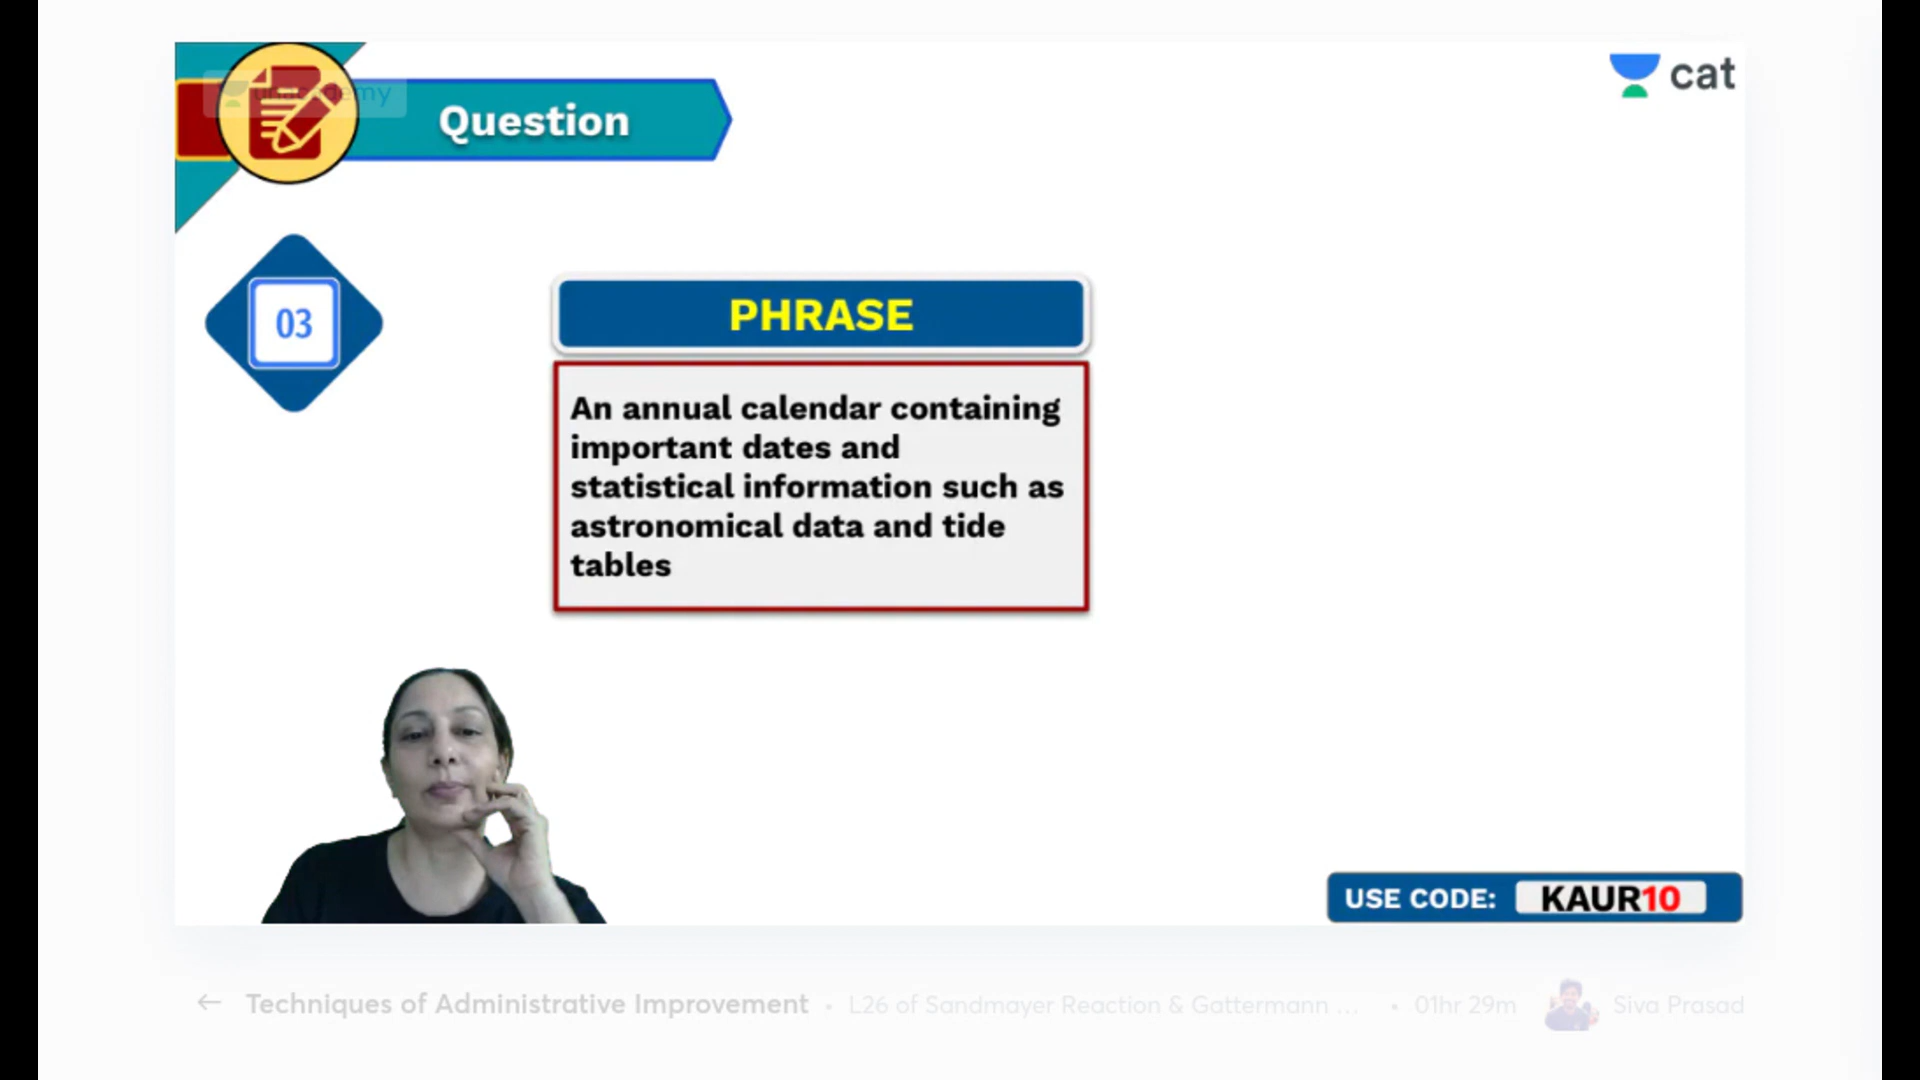 unacademy
Question
cat
03
PHRASE
An annual calendar containing
important dates and
statistical information such as
astronomical data and tide
tables
USE CODE: KAUR10
← Techniques of Administrative Improvement • L26 of Sandmayer Reaction & Gattermann ... • 01hr 29m Siva Prasad